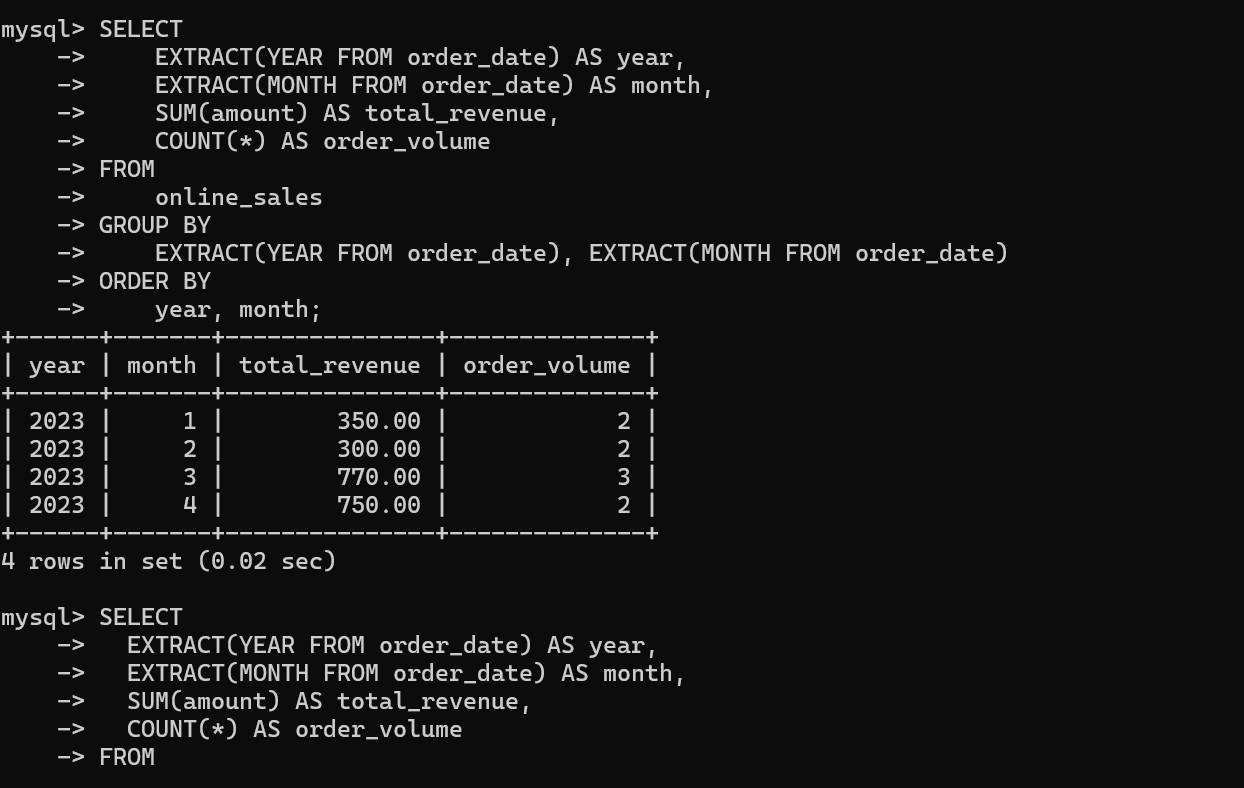 mysql> SELECT
    ->     EXTRACT(YEAR FROM order_date) AS year,
    ->     EXTRACT(MONTH FROM order_date) AS month,
    ->     SUM(amount) AS total_revenue,
    ->     COUNT(*) AS order_volume
    -> FROM
    ->     online_sales
    -> GROUP BY
    ->     EXTRACT(YEAR FROM order_date), EXTRACT(MONTH FROM order_date)
    -> ORDER BY
    ->     year, month;
+------+-------+---------------+--------------+
| year | month | total_revenue | order_volume |
+------+-------+---------------+--------------+
| 2023 |     1 |        350.00 |            2 |
| 2023 |     2 |        300.00 |            2 |
| 2023 |     3 |        770.00 |            3 |
| 2023 |     4 |        750.00 |            2 |
+------+-------+---------------+--------------+
4 rows in set (0.02 sec)

mysql> SELECT
    ->   EXTRACT(YEAR FROM order_date) AS year,
    ->   EXTRACT(MONTH FROM order_date) AS month,
    ->   SUM(amount) AS total_revenue,
    ->   COUNT(*) AS order_volume
    -> FROM